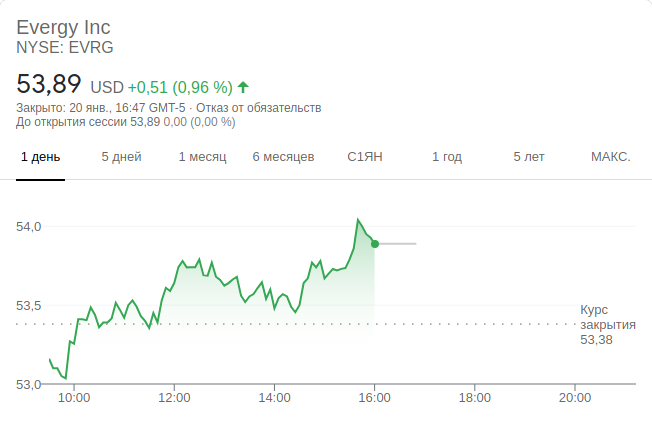 Evergy Inc
NYSE: EVRG
53,89 USD +0,51 (0,96 %)
Закрыто: 20 янв., 16:47 GMT-5 · Отказ от обязательств
До открытия сессии 53,89 0,00 (0,00 %)
1 день 5 дней 1 месяц 6 месяцев С1ЯН 1 год 5 лет МАКС.
54,0
53,5
Курс
закрытия
53,38
53,0
10:00 12:00 14:00 16:00 18:00 20:00